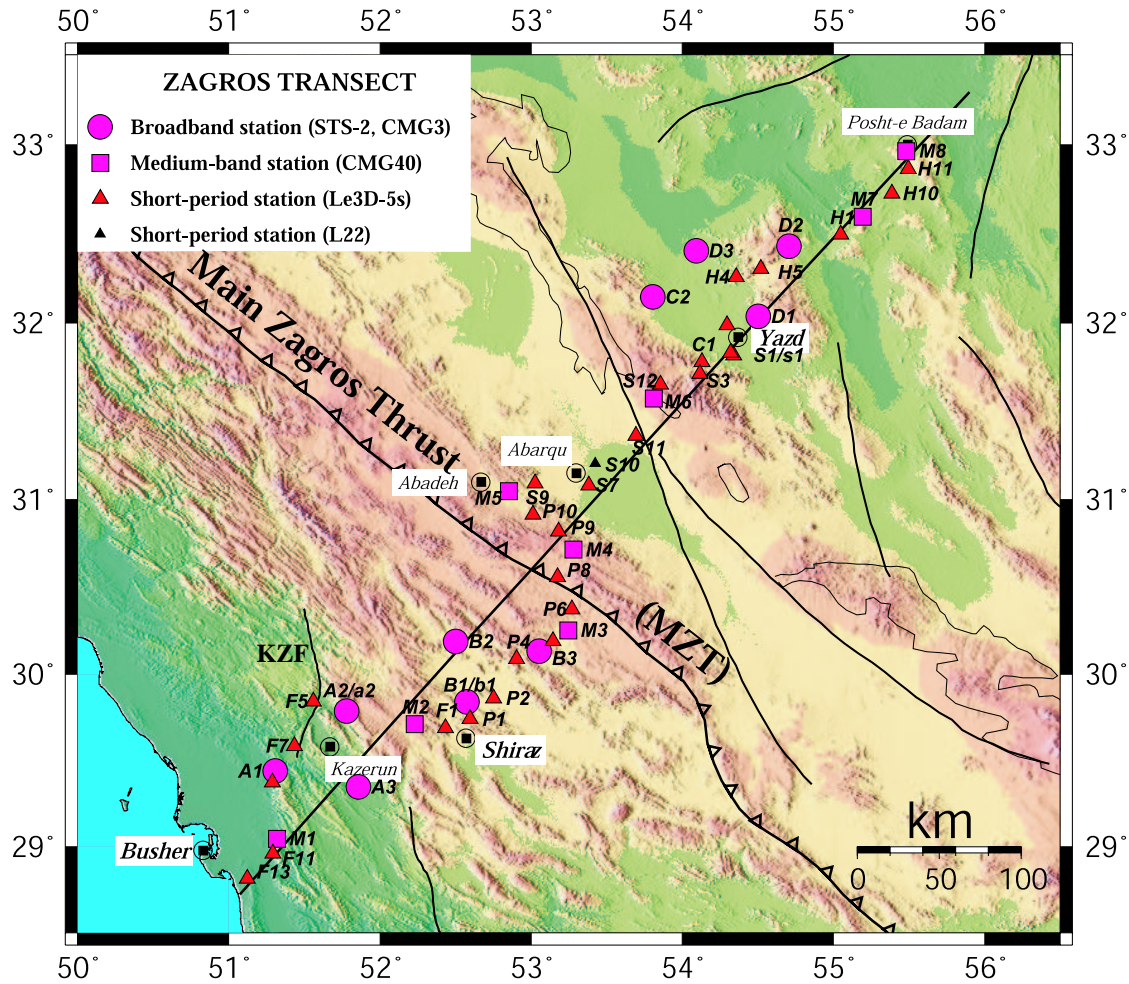 50˚ 51˚ 52˚ 53˚ 54˚ 55˚ 56˚
ZAGROS TRANSECT
Broadband station (STS-2, CMG3)
Medium-band station (CMG40)
Short-period station (Le3D-5s)
Short-period station (L22)
Posht-e Badam
33˚ 33˚
M8
H11
H10
M7
H1
D2
D3
H4
H5
C2
32˚ 32˚
D1
Yazd
S1/s1
C1
S3
S12
M6
Main Zagros Thrust
(MZT)
S11
Abarqu
S10
Abadeh
M5
S9
S7
31˚ 31˚
P10
P9
M4
P8
P6
M3
B2
P4
B3
30˚ 30˚
KZF
A2/a2
B1/b1
F5
M2
F1
P2
P1
Shiraz
F7
A1
Kazerun
A3
M1
Busher
F11
F13
29˚ 29˚
km
0 50 100
50˚ 51˚ 52˚ 53˚ 54˚ 55˚ 56˚